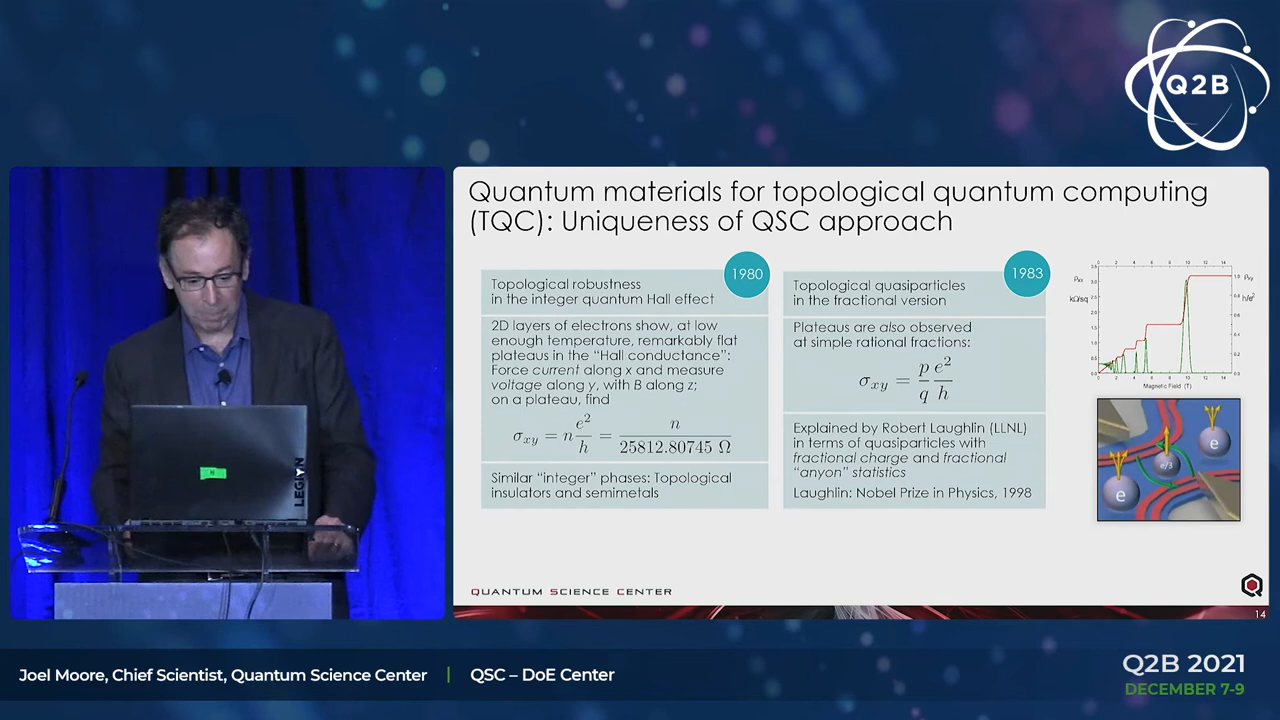 Q2B
Quantum materials for topological quantum computing
(TQC): Uniqueness of QSC approach
1980
Topological robustness
in the integer quantum Hall effect
2D layers of electrons show, at low
enough temperature, remarkably flat
plateaus in the “Hall conductance”:
Force current along x and measure
voltage along y, with B along z;
on a plateau, find
σxy = n e²/h = n/25812.80745 Ω
Similar “integer” phases: Topological
insulators and semimetals
1983
Topological quasiparticles
in the fractional version
Plateaus are also observed
at simple rational fractions:
σxy = p/q e²/h
Explained by Robert Laughlin (LLNL)
in terms of quasiparticles with
fractional charge and fractional
“anyon” statistics
Laughlin: Nobel Prize in Physics, 1998
ρxx
kΩ/sq
ρxy
h/e²
Magnetic Field (T)
e
e/3
e
LEGION
QUANTUM SCIENCE CENTER
14
Joel Moore, Chief Scientist, Quantum Science Center | QSC – DoE Center
Q2B 2021
DECEMBER 7-9